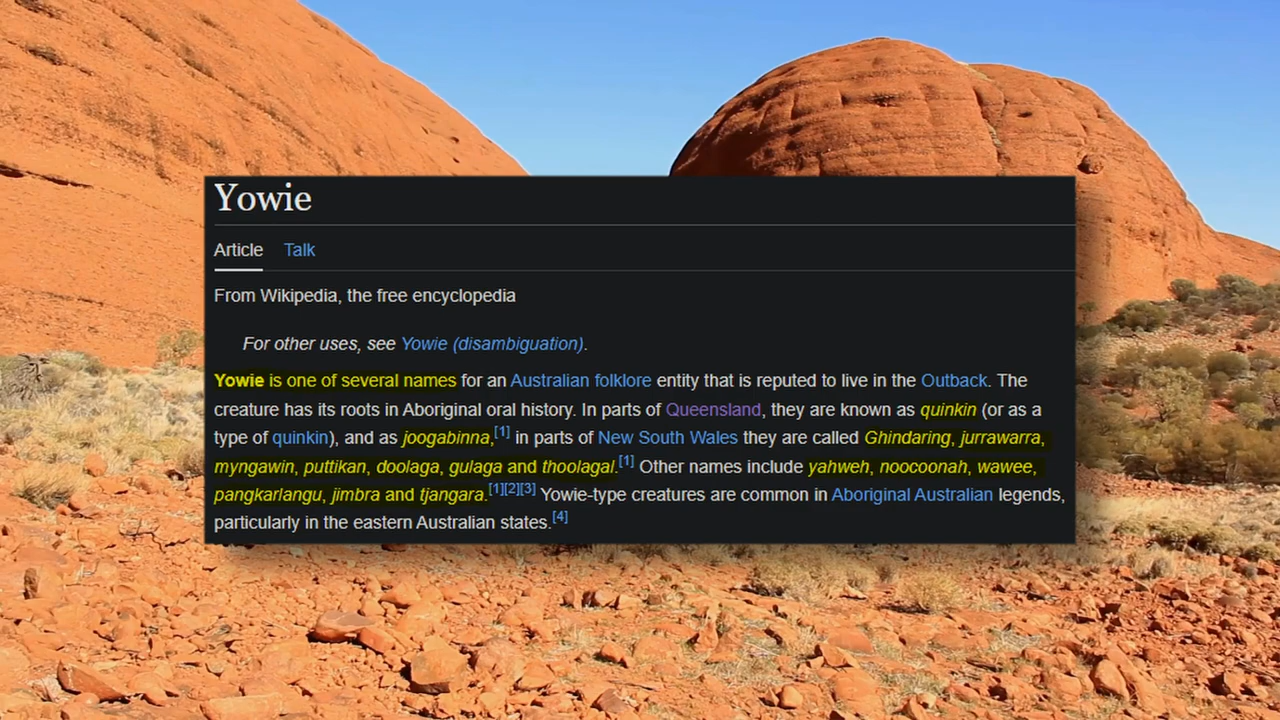 Yowie
Article Talk
From Wikipedia, the free encyclopedia
For other uses, see Yowie (disambiguation).
Yowie is one of several names for an Australian folklore entity that is reputed to live in the Outback. The
creature has its roots in Aboriginal oral history. In parts of Queensland, they are known as quinkin (or as a
type of quinkin), and as joogabinna,[1] in parts of New South Wales they are called Ghindaring, jurrawarra,
myngawin, puttikan, doolaga, gulaga and thoolagal.[1] Other names include yahweh, noocoonah, wawee,
pangkarlangu, jimbra and tjangara.[1][2][3] Yowie-type creatures are common in Aboriginal Australian legends,
particularly in the eastern Australian states.[4]